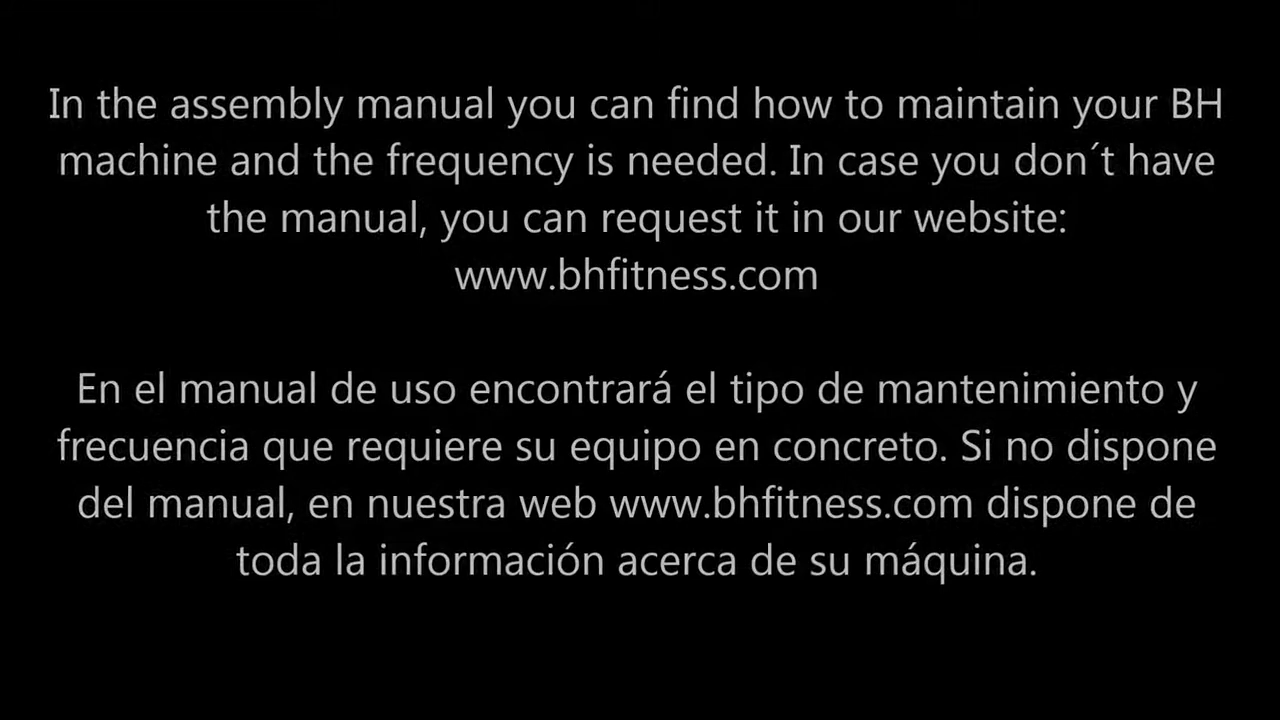 In the assembly manual you can find how to maintain your BH
machine and the frequency is needed. In case you don´t have
the manual, you can request it in our website:
www.bhfitness.com
En el manual de uso encontrará el tipo de mantenimiento y
frecuencia que requiere su equipo en concreto. Si no dispone
del manual, en nuestra web www.bhfitness.com dispone de
toda la información acerca de su máquina.